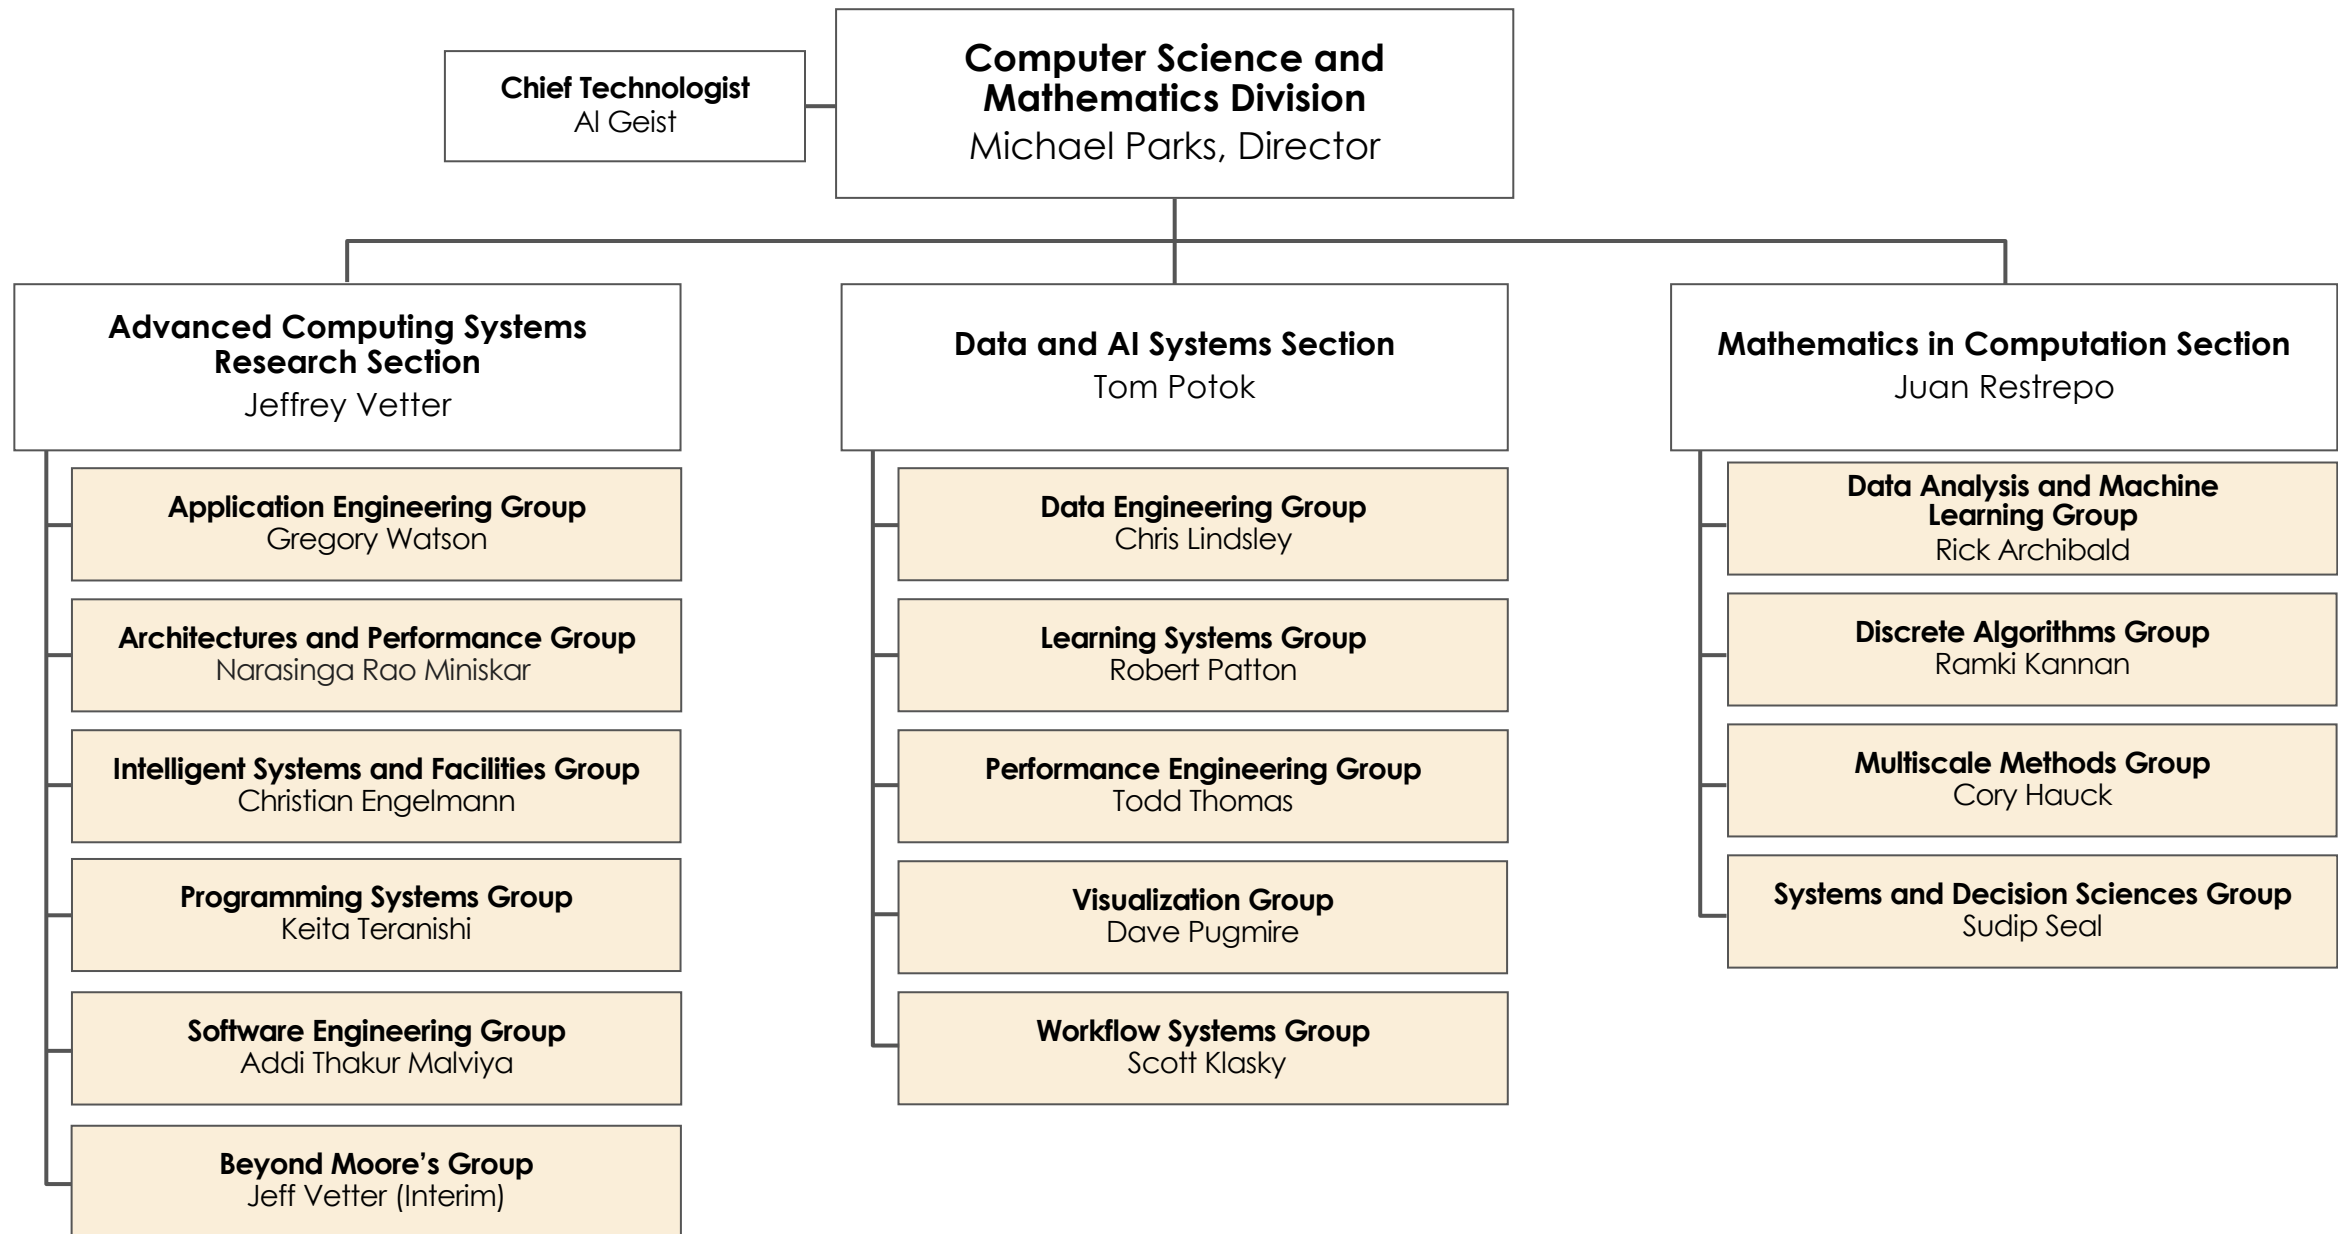 Chief Technologist
Al Geist
Computer Science and
Mathematics Division
Michael Parks, Director
Advanced Computing Systems
Research Section
Jeffrey Vetter
Application Engineering Group
Gregory Watson
Architectures and Performance Group
Narasinga Rao Miniskar
Intelligent Systems and Facilities Group
Christian Engelmann
Programming Systems Group
Keita Teranishi
Software Engineering Group
Addi Thakur Malviya
Beyond Moore’s Group
Jeff Vetter (Interim)
Data and AI Systems Section
Tom Potok
Data Engineering Group
Chris Lindsley
Learning Systems Group
Robert Patton
Performance Engineering Group
Todd Thomas
Visualization Group
Dave Pugmire
Workflow Systems Group
Scott Klasky
Mathematics in Computation Section
Juan Restrepo
Data Analysis and Machine
Learning Group
Rick Archibald
Discrete Algorithms Group
Ramki Kannan
Multiscale Methods Group
Cory Hauck
Systems and Decision Sciences Group
Sudip Seal